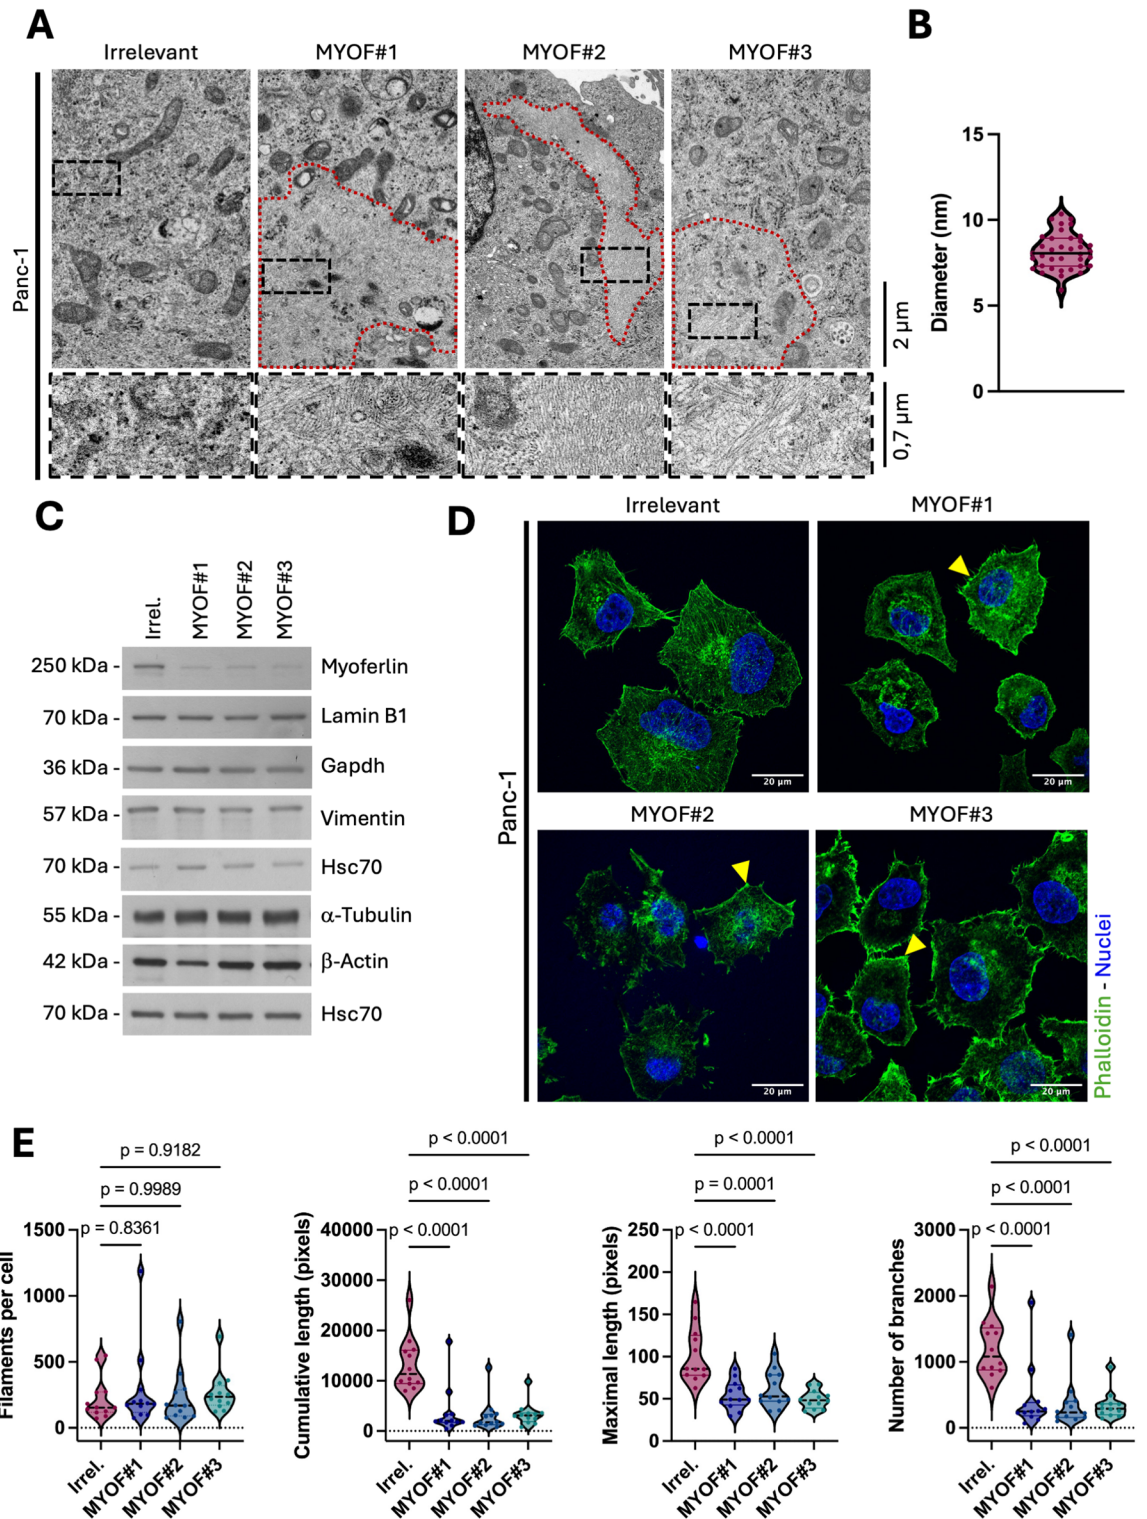 A
B
Irrelevant
MYOF#1
MYOF#2
MYOF#3
Panc-1
2 µm
0,7 µm
Diameter (nm)
15
10
5
0
C
D
Irrel.
MYOF#1
MYOF#2
MYOF#3
250 kDa - Myoferlin
70 kDa - Lamin B1
36 kDa - Gapdh
57 kDa - Vimentin
70 kDa - Hsc70
55 kDa - α-Tubulin
42 kDa - β-Actin
70 kDa - Hsc70
Irrelevant
MYOF#1
20 µm
20 µm
Panc-1
MYOF#2
MYOF#3
20 µm
20 µm
Phalloidin - Nuclei
E
p = 0.9182
p = 0.9989
p = 0.8361
Filaments per cell
1500
1000
500
0
Irrel.
MYOF#1
MYOF#2
MYOF#3
p < 0.0001
p < 0.0001
p < 0.0001
Cumulative length (pixels)
40000
30000
20000
10000
0
Irrel.
MYOF#1
MYOF#2
MYOF#3
p < 0.0001
p = 0.0001
p < 0.0001
Maximal length (pixels)
250
200
150
100
50
0
Irrel.
MYOF#1
MYOF#2
MYOF#3
p < 0.0001
p < 0.0001
p < 0.0001
Number of branches
3000
2000
1000
0
Irrel.
MYOF#1
MYOF#2
MYOF#3